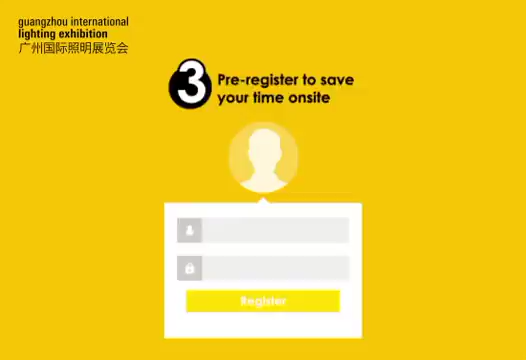 guangzhou international
lighting exhibition
广州国际照明展览会
3
Pre-register to save
your time onsite
Register